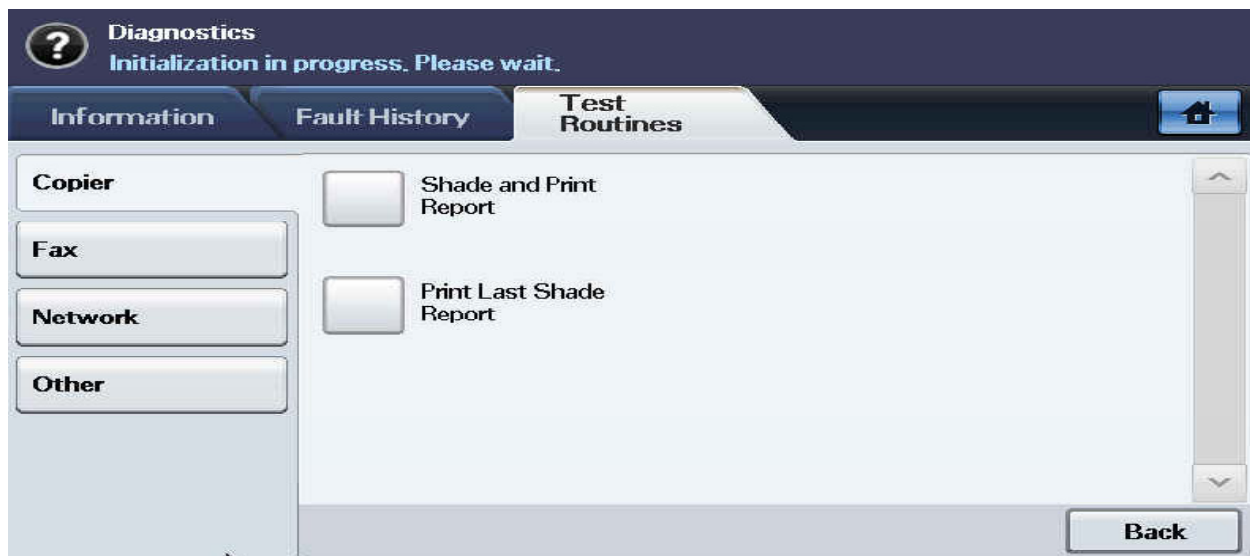 Diagnostics
Initialization in progress. Please wait.
Information
Fault History
Test
Routines
Copier
Fax
Network
Other
Shade and Print
Report
Print Last Shade
Report
Back